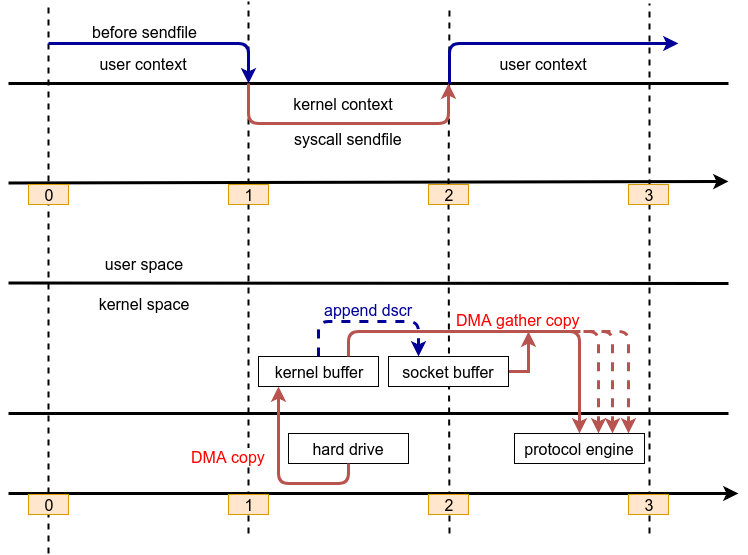 before sendfile
user context
user context
kernel context
syscall sendfile
0
1
2
3
user space
kernel space
append dscr
DMA gather copy
kernel buffer
socket buffer
hard drive
protocol engine
DMA copy
0
1
2
3